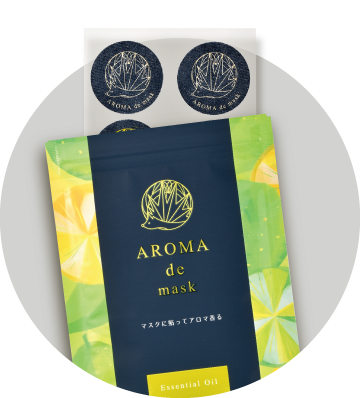 AROMA de mask
AROMA de mask
AROMA
de
mask
マスクに貼ってアロマ香る
Essential Oil